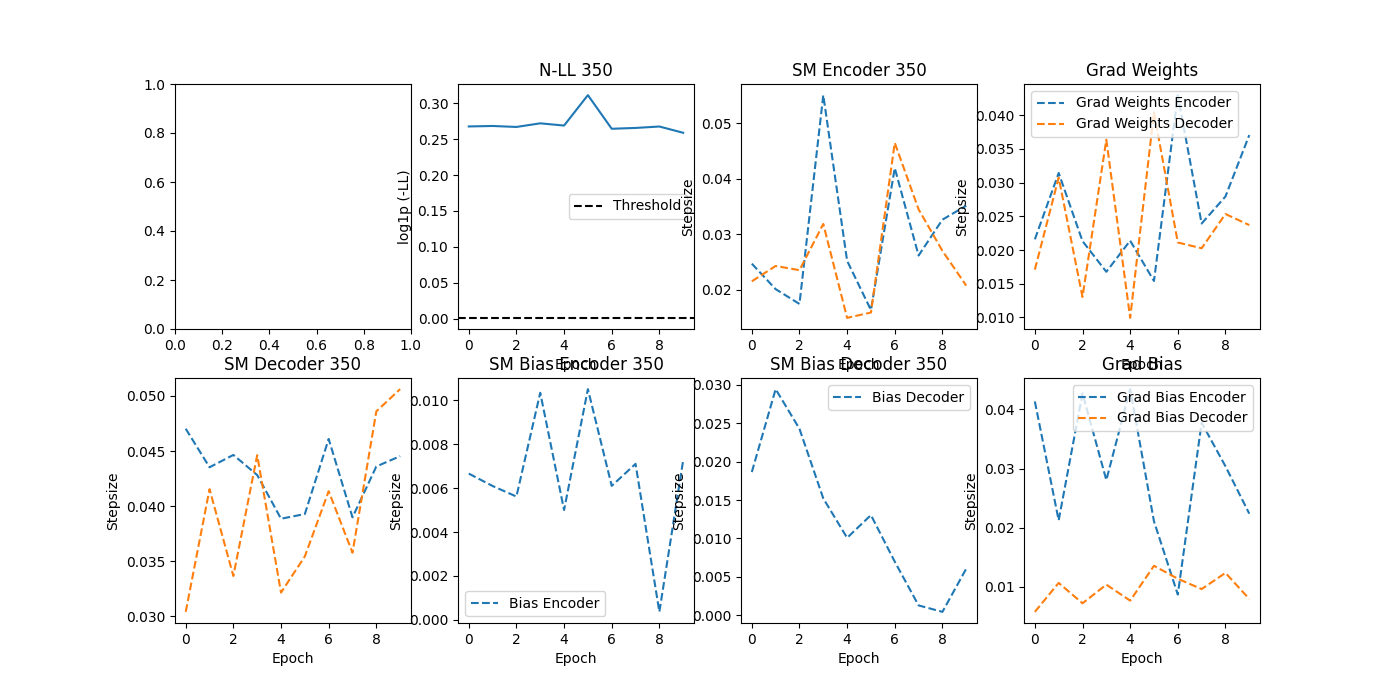 1.0
0.8
0.6
0.4
0.2
0.0
0.0 0.2 0.4 0.6 0.8 1.0
N-LL 350
log1p (-LL)
0.30
0.25
0.20
0.15
0.10
0.05
0.00
Threshold
0 2 4 6 8
Epoch
SM Encoder 350
Stepsize
0.05
0.04
0.03
0.02
0 2 4 6 8
Epoch
Grad Weights
Stepsize
0.040
0.035
0.030
0.025
0.020
0.015
0.010
Grad Weights Encoder
Grad Weights Decoder
0 2 4 6 8
Epoch
SM Decoder 350
Stepsize
0.050
0.045
0.040
0.035
0.030
0 2 4 6 8
Epoch
SM Bias Encoder 350
Stepsize
0.010
0.008
0.006
0.004
0.002
0.000
Bias Encoder
0 2 4 6 8
Epoch
SM Bias Decoder 350
Stepsize
0.030
0.025
0.020
0.015
0.010
0.005
0.000
Bias Decoder
0 2 4 6 8
Epoch
Grad Bias
Stepsize
0.04
0.03
0.02
0.01
Grad Bias Encoder
Grad Bias Decoder
0 2 4 6 8
Epoch